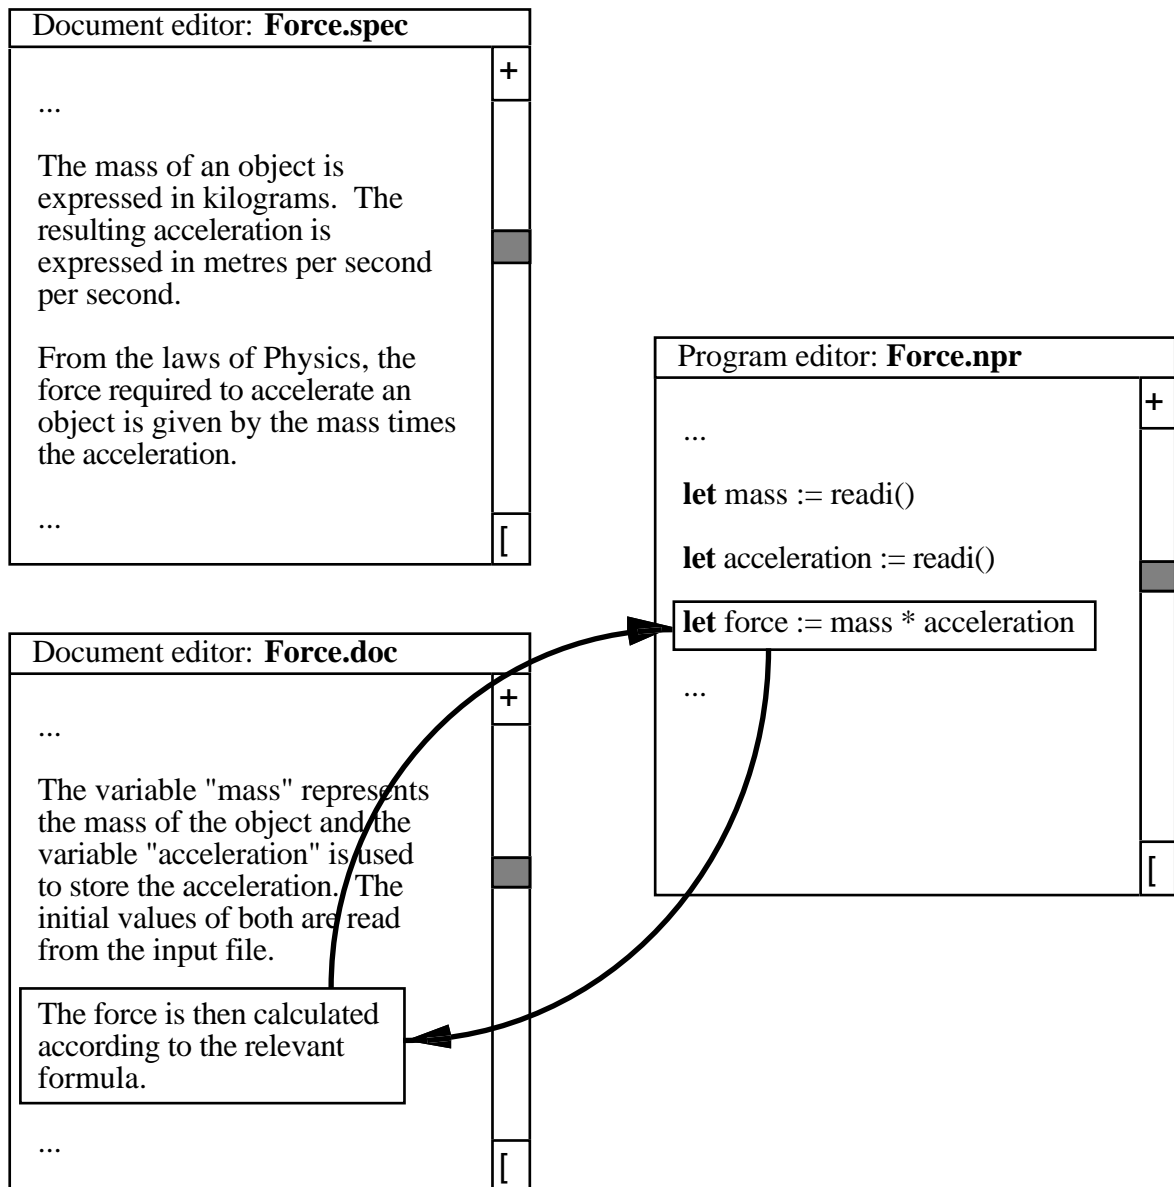 Document editor: Force.spec
+
...
The mass of an object is
expressed in kilograms.  The
resulting acceleration is
expressed in metres per second
per second.
From the laws of Physics, the
force required to accelerate an
object is given by the mass times
the acceleration.
...
[
Program editor: Force.npr
+
...
let mass := readi()
let acceleration := readi()
let force := mass * acceleration
...
[
Document editor: Force.doc
+
...
The variable "mass" represents
the mass of the object and the
variable "acceleration" is used
to store the acceleration.  The
initial values of both are read
from the input file.
The force is then calculated
according to the relevant
formula.
...
[